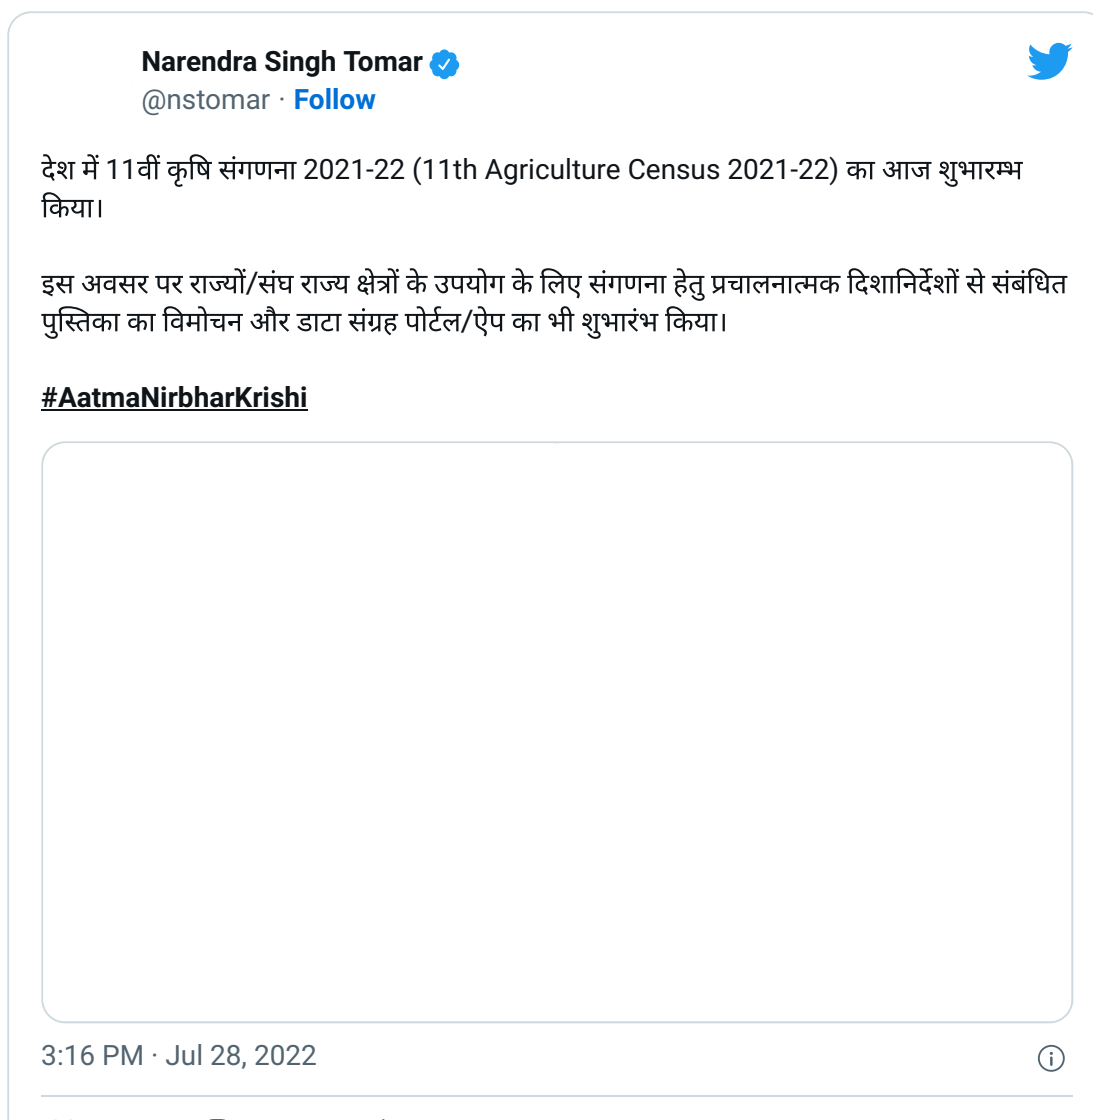 Narendra Singh Tomar
@nstomar · Follow
देश में 11वीं कृषि संगणना 2021-22 (11th Agriculture Census 2021-22) का आज शुभारम्भ
किया।
इस अवसर पर राज्यों/संघ राज्य क्षेत्रों के उपयोग के लिए संगणना हेतु प्रचालनात्मक दिशानिर्देशों से संबंधित
पुस्तिका का विमोचन और डाटा संग्रह पोर्टल/ऐप का भी शुभारंभ किया।
#AatmaNirbharKrishi
3:16 PM · Jul 28, 2022